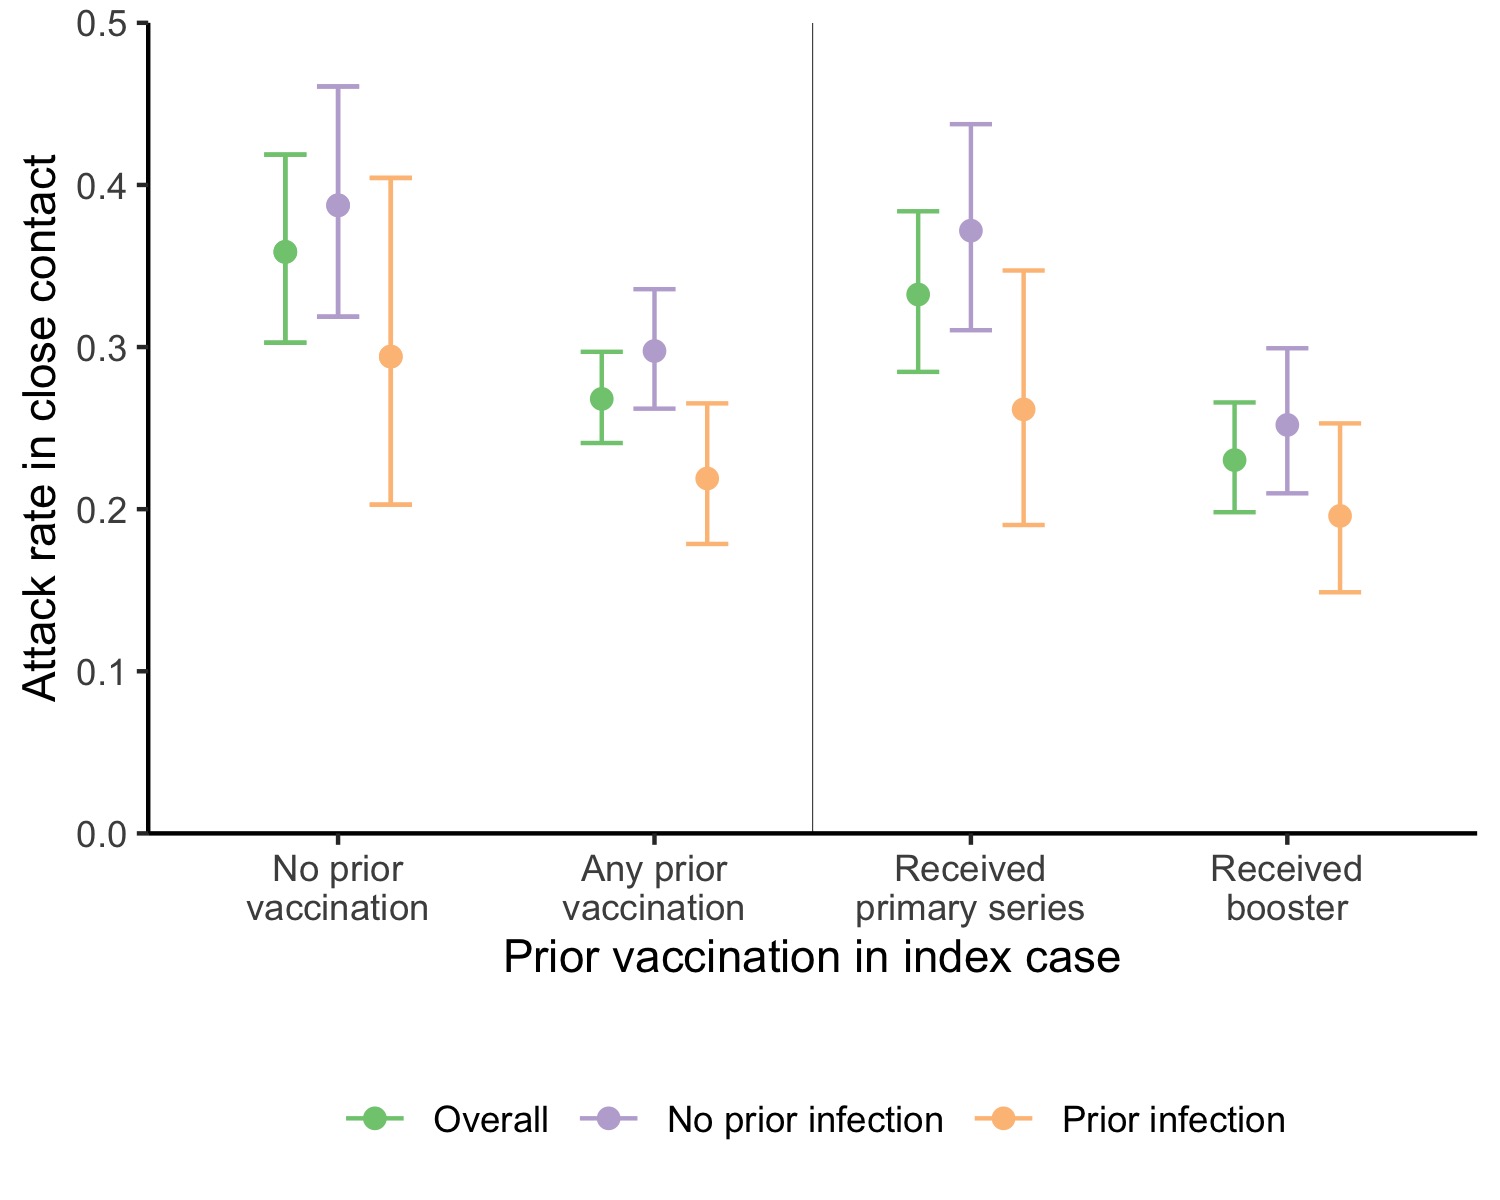 0.5
0.4
0.3
0.2
0.1
0.0
Attack rate in close contact
No prior
vaccination
Any prior
vaccination
Received
primary series
Received
booster
Prior vaccination in index case
Overall
No prior infection
Prior infection